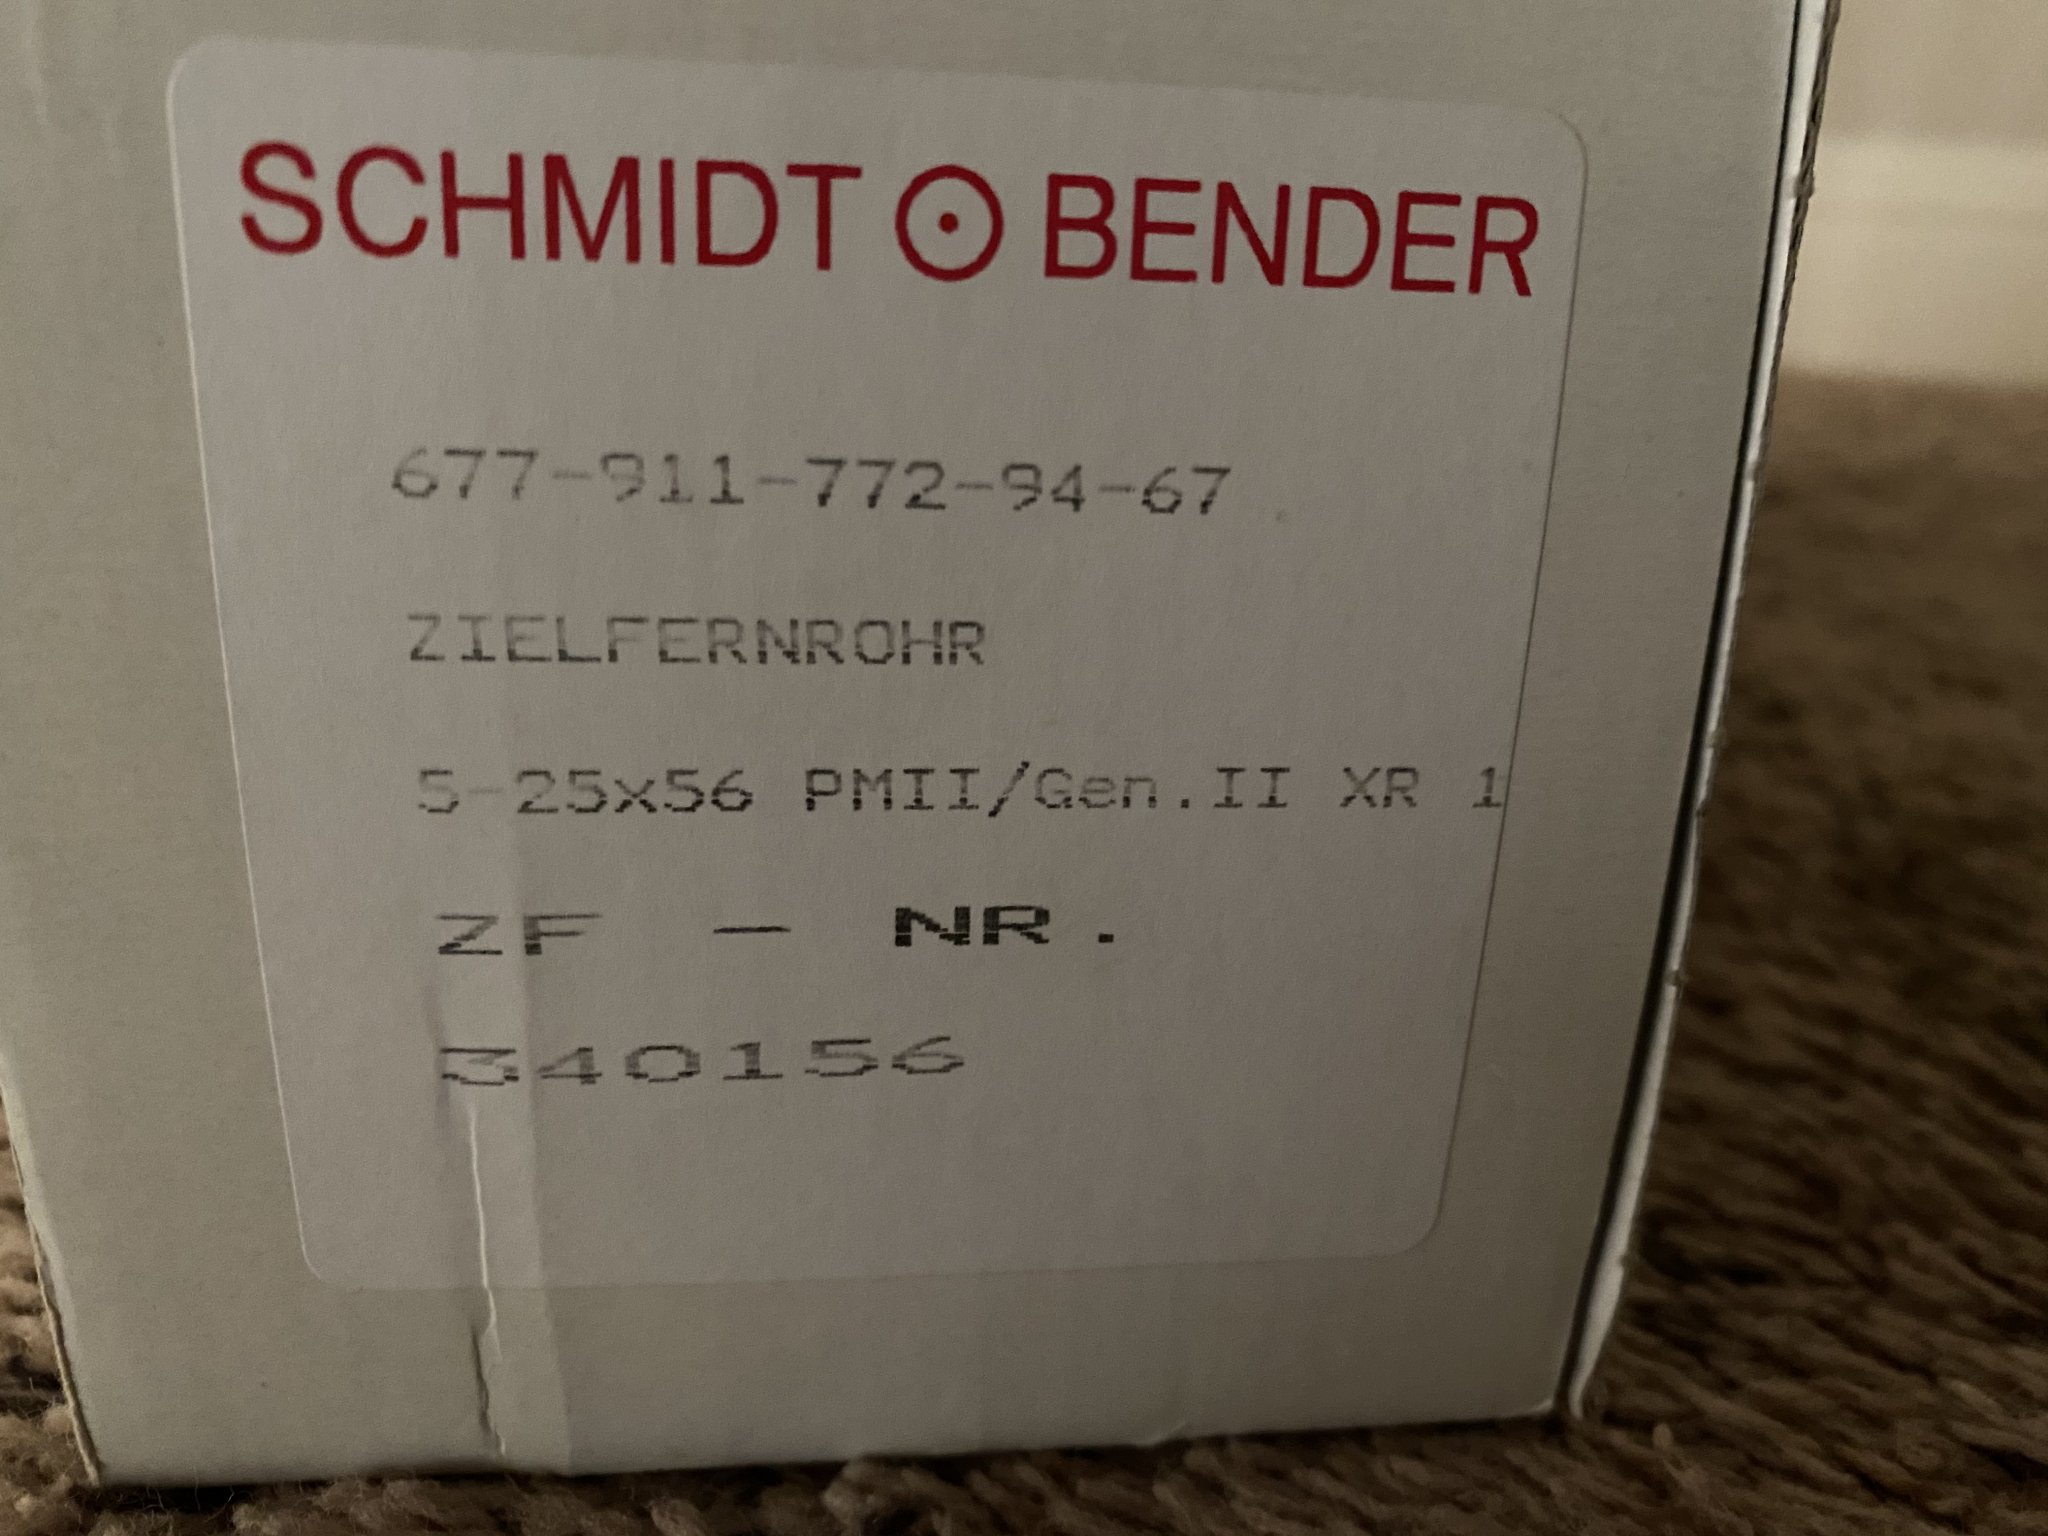 SCHMIDT BENDER
677-911-772-94-67
ZIELFERNROHR
5-25x56 PMII/Gen.II XR 1
ZF - NR.
340156